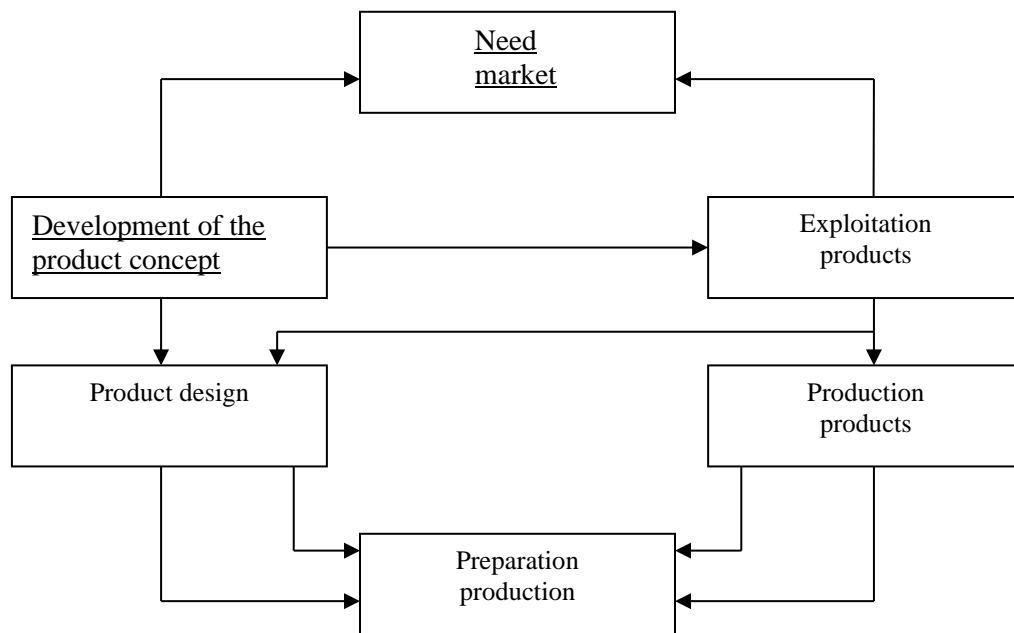 Need
market
Development of the
product concept
Exploitation
products
Product design
Production
products
Preparation
production